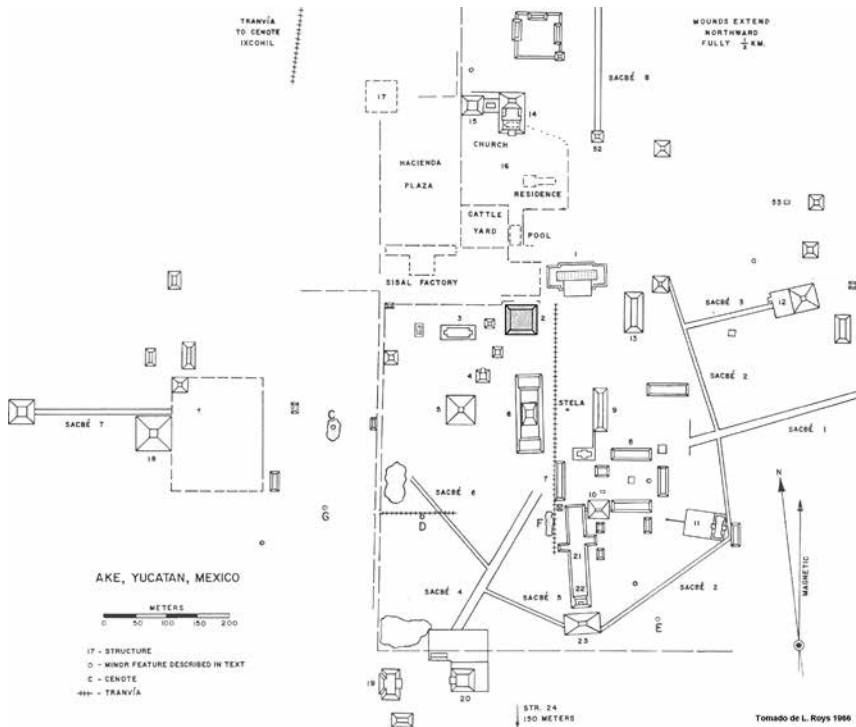 TRANVÍA
TO CENOTE
IXCOHIL
MOUNDS EXTEND
NORTHWARD
FULLY 1/2 KM.
SACBÉ 8
17
15
14
CHURCH
16
52
HACIENDA
PLAZA
RESIDENCE
CATTLE
YARD
POOL
53
1
SISAL FACTORY
SACBÉ 3
12
2
3
13
SACBÉ 2
4
STELA
5
6
9
SACBÉ 1
SACBÉ 7
18
C
8
7
SACBÉ 6
10
N
G
D
F
11
MAGNETIC
21
AKE, YUCATAN, MEXICO
SACBÉ 4
SACBÉ 5
22
SACBÉ 2
METERS
0 50 100 150 200
23
E
17 - STRUCTURE
O - MINOR FEATURE DESCRIBED IN TEXT
C - CENOTE
- TRANVÍA
19
20
STR. 24
150 METERS
Tomado de L. Roys 1966